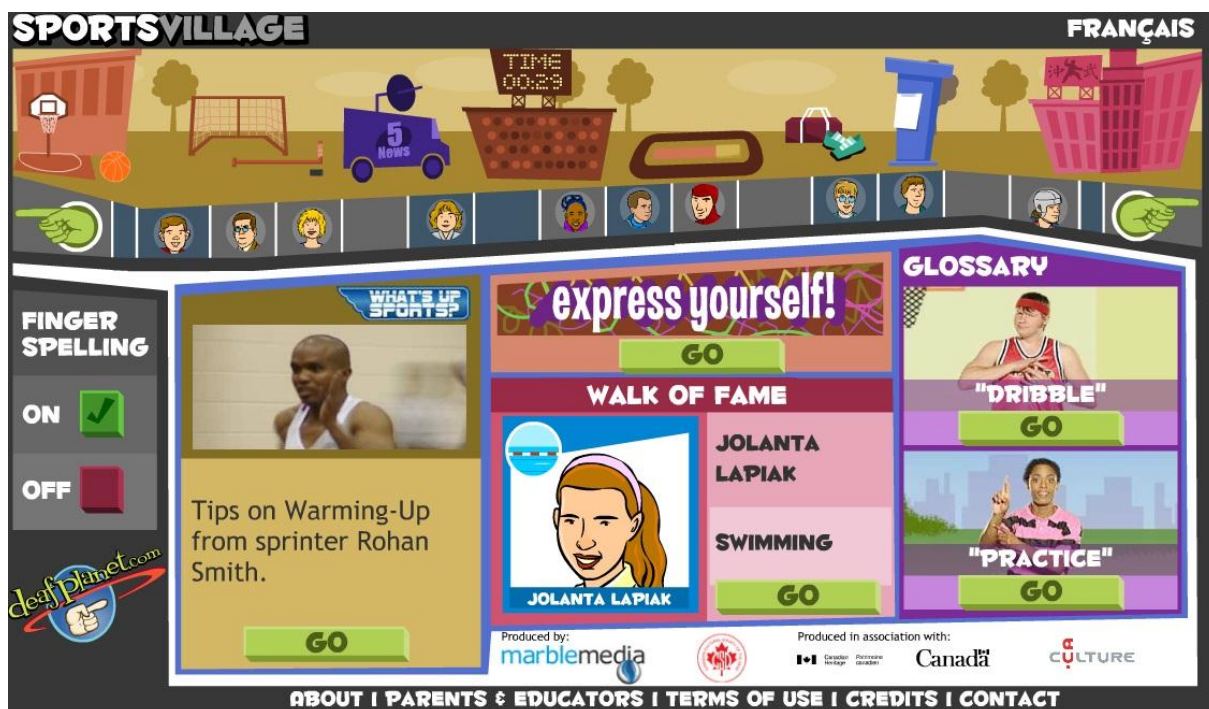 SPORTSVILLAGE
FRANÇAIS
TIME
00:29
5
News
沖 武
FINGER
SPELLING
ON
OFF
deafplanet.com
WHAT'S UP
SPORTS?
Tips on Warming-Up
from sprinter Rohan
Smith.
GO
express yourself!
GO
WALK OF FAME
JOLANTA LAPIAK
JOLANTA
LAPIAK
SWIMMING
GO
GLOSSARY
"DRIBBLE"
GO
"PRACTICE"
GO
Produced by:
marblemedia
Produced in association with:
Canadian Patrimoine
Heritage canadien
Canada
CULTURE
ABOUT | PARENTS & EDUCATORS | TERMS OF USE | CREDITS | CONTACT